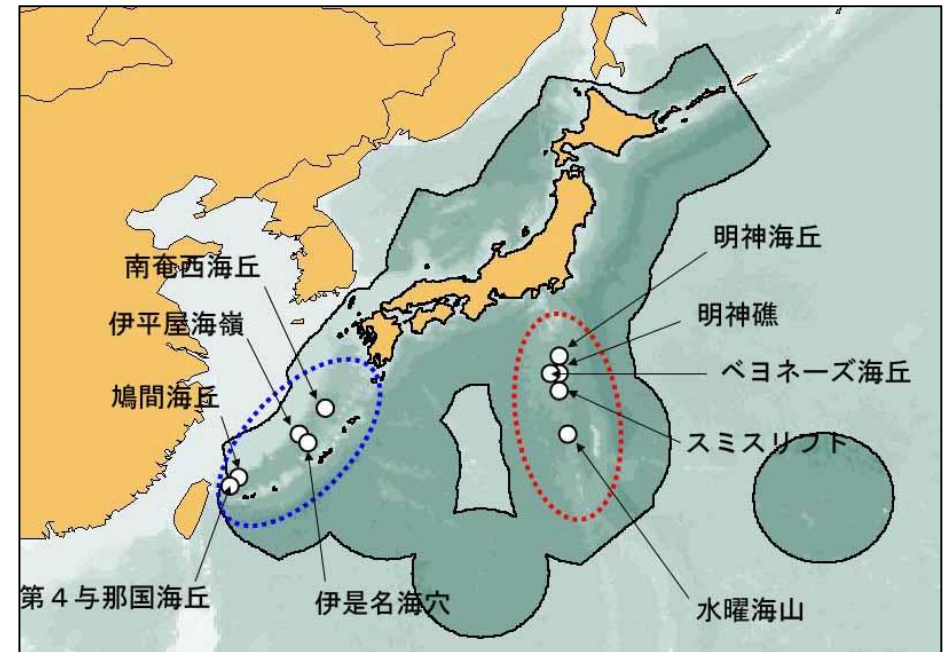 南奄西海丘
伊平屋海嶺
鳩間海丘
第４与那国海丘
伊是名海穴
明神海丘
明神礁
ベヨネーズ海丘
スミスリフト
水曜海山